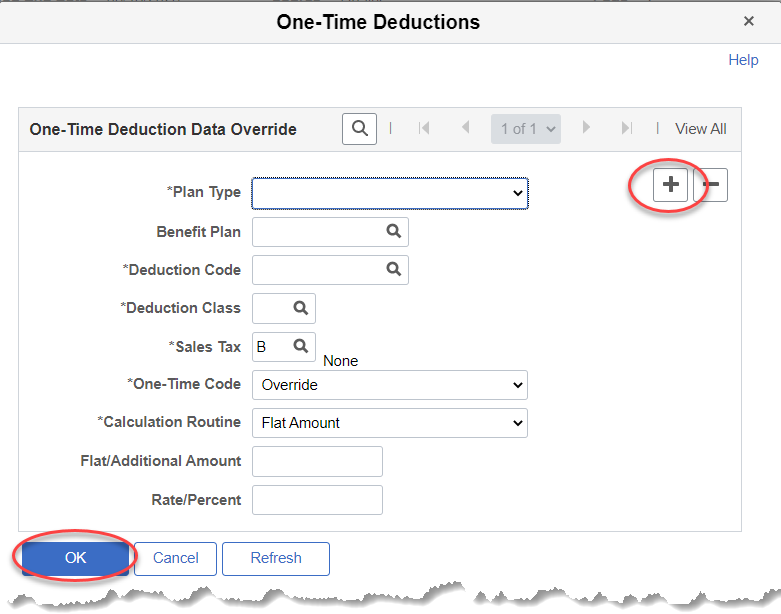 One-Time Deductions
Help
One-Time Deduction Data Override
1 of 1
View All
*Plan Type
Benefit Plan
*Deduction Code
*Deduction Class
*Sales Tax B None
*One-Time Code Override
*Calculation Routine Flat Amount
Flat/Additional Amount
Rate/Percent
OK Cancel Refresh